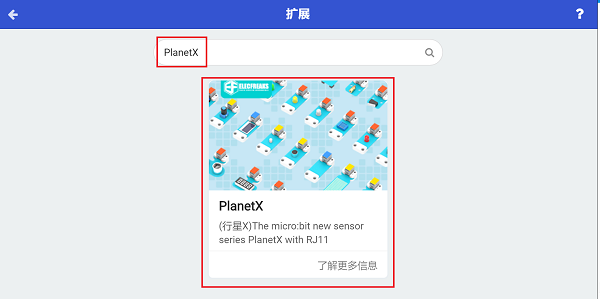 扩展
?
PlanetX
ELECFREAKS
PlanetX
(行星X)The micro:bit new sensor
series PlanetX with RJ11
了解更多信息